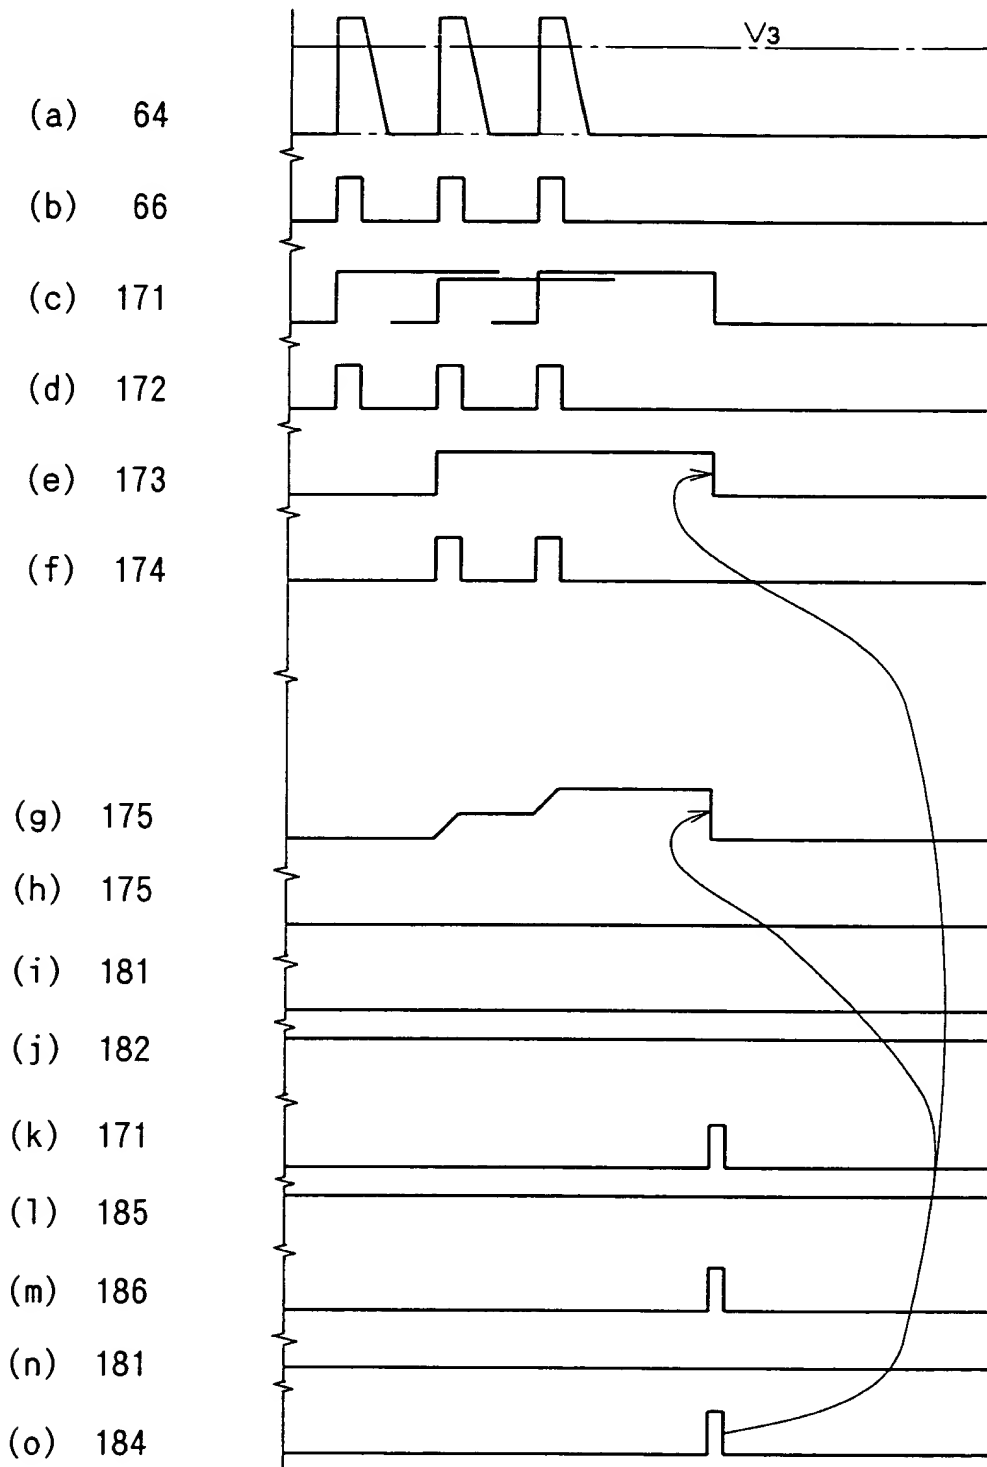 V3
(a) 64
(b) 66
(c) 171
(d) 172
(e) 173
(f) 174
(g) 175
(h) 175
(i) 181
(j) 182
(k) 171
(l) 185
(m) 186
(n) 181
(o) 184